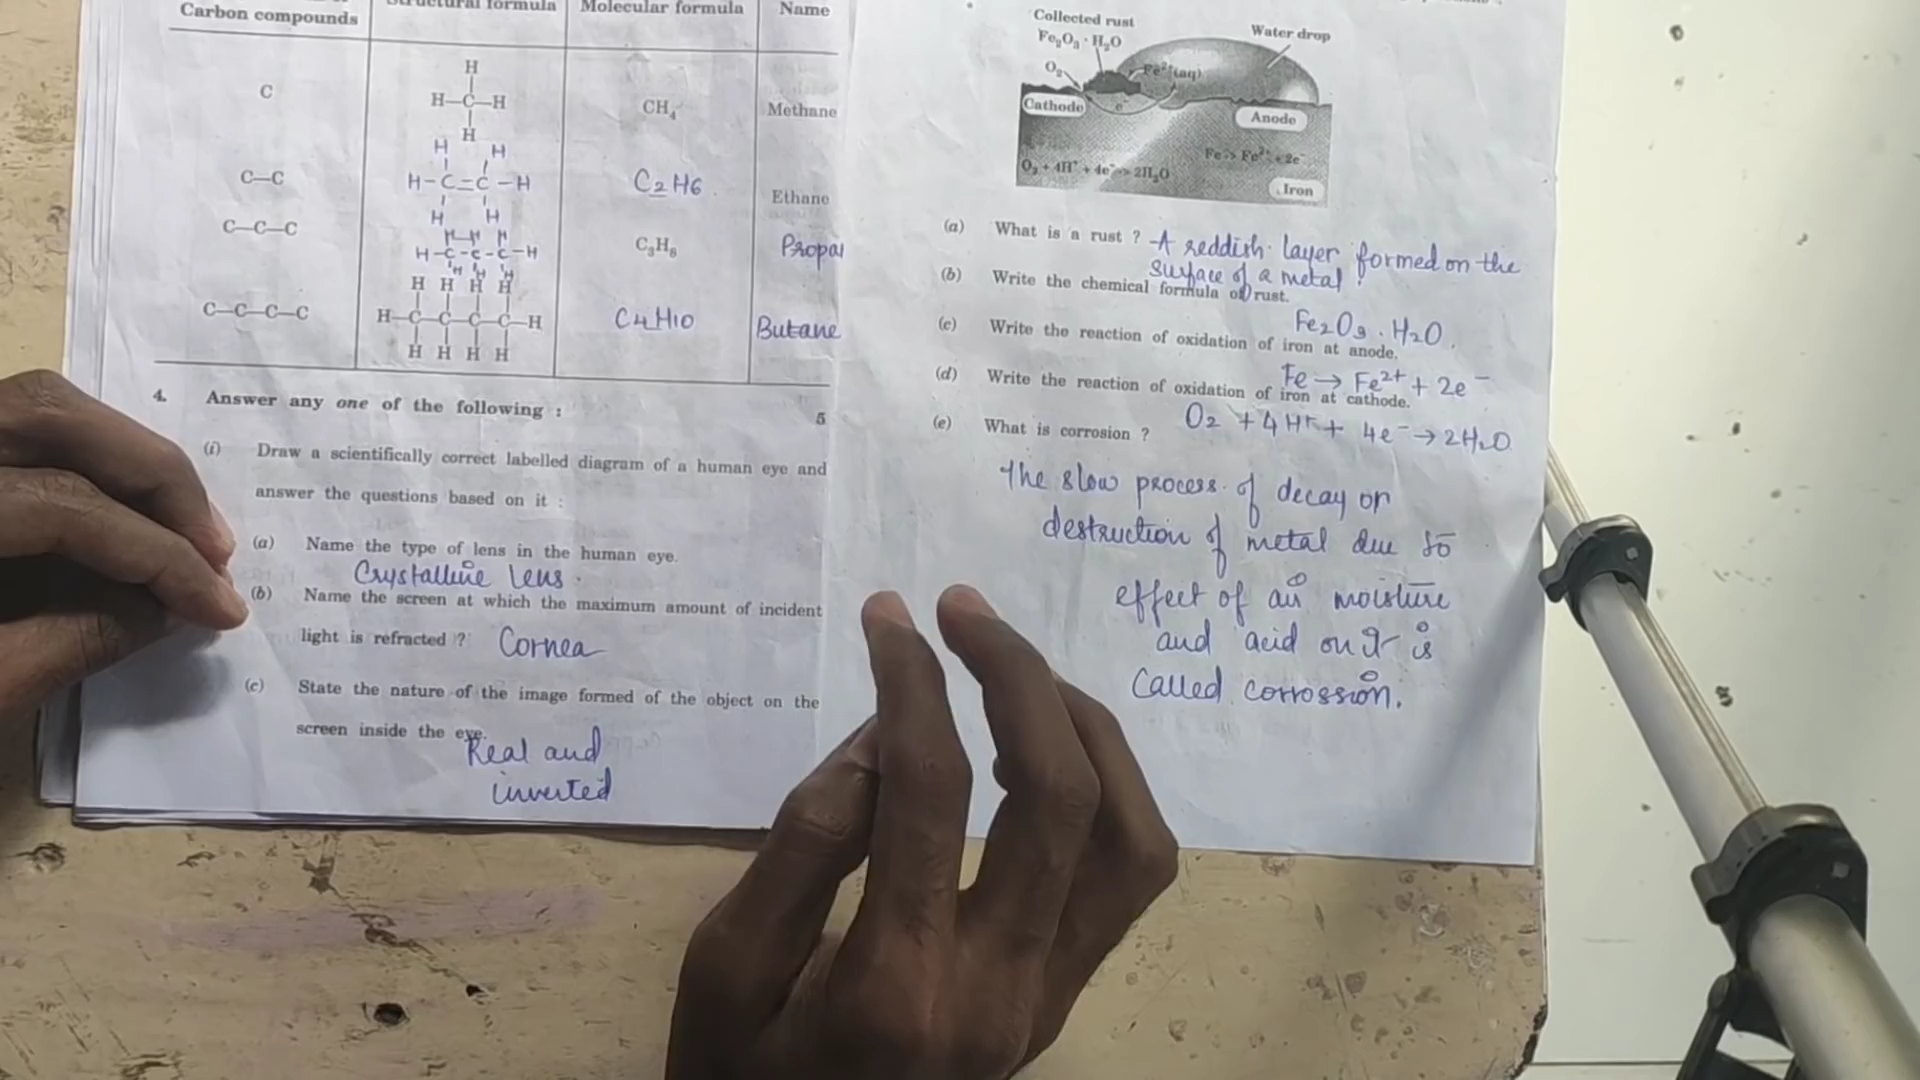 Carbon compounds
Structural formula
Molecular formula
Name
C
H
H—C—H
H
CH4
Methane
C—C
H H
H-C=C-H
H H
C2H6
Ethane
C—C—C
H H H
H-C-C-C-H
H H H
C3H8
Propa
C—C—C—C
H H H H
H—C—C—C—C—H
H H H H
C4H10
Butane
4. Answer any one of the following : 5
(i) Draw a scientifically correct labelled diagram of a human eye and
answer the questions based on it :
(a) Name the type of lens in the human eye.
Crystalline lens.
(b) Name the screen at which the maximum amount of incident
light is refracted ? Cornea
(c) State the nature of the image formed of the object on the
screen inside the eye.
Real and
inverted
Collected rust
Fe2O3 · H2O
Water drop
O2
Fe2+(aq)
Cathode
e-
Anode
Fe -> Fe2+ + 2e-
O2 + 4H+ + 4e- -> 2H2O
Iron
(a) What is a rust ? A reddish layer formed on the
surface of a metal.
(b) Write the chemical formula of rust.
Fe2O3 . H2O.
(c) Write the reaction of oxidation of iron at anode.
Fe → Fe2+ + 2e-
(d) Write the reaction of oxidation of iron at cathode.
O2 + 4H+ + 4e- → 2H2O
(e) What is corrosion ?
The slow process of decay or
destruction of metal due to
effect of air moisture
and acid on it is
called corrossion.